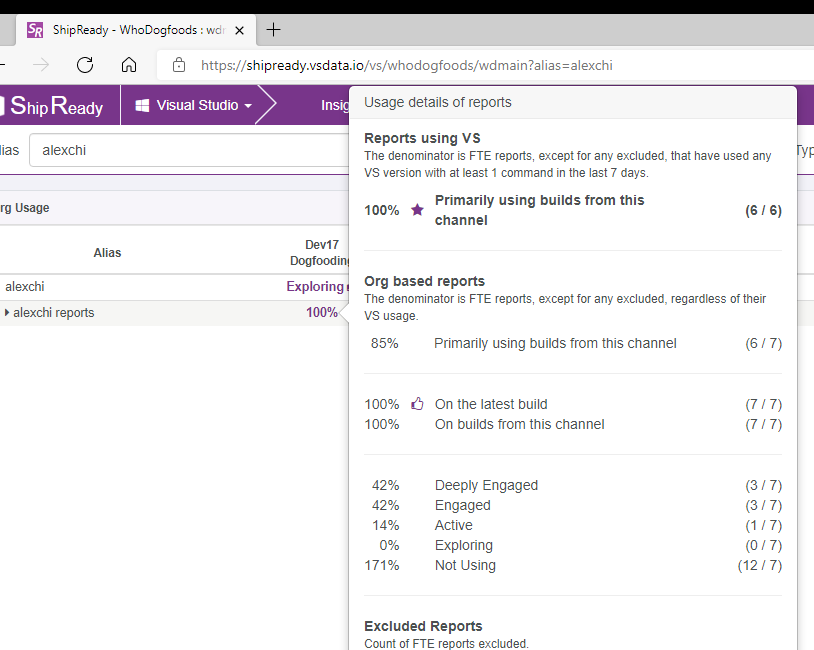 SR ShipReady - WhoDogfoods : wdr
https://shipready.vsdata.io/vs/whodogfoods/wdmain?alias=alexchi
ShipReady
Visual Studio
Insig
lias
alexchi
Typ
rg Usage
Alias
Dev17
Dogfooding
alexchi
Exploring
alexchi reports
100%
Usage details of reports
Reports using VS
The denominator is FTE reports, except for any excluded, that have used any
VS version with at least 1 command in the last 7 days.
100% Primarily using builds from this
channel
(6 / 6)
Org based reports
The denominator is FTE reports, except for any excluded, regardless of their
VS usage.
85% Primarily using builds from this channel (6 / 7)
100% On the latest build (7 / 7)
100% On builds from this channel (7 / 7)
42% Deeply Engaged (3 / 7)
42% Engaged (3 / 7)
14% Active (1 / 7)
0% Exploring (0 / 7)
171% Not Using (12 / 7)
Excluded Reports
Count of FTE reports excluded.